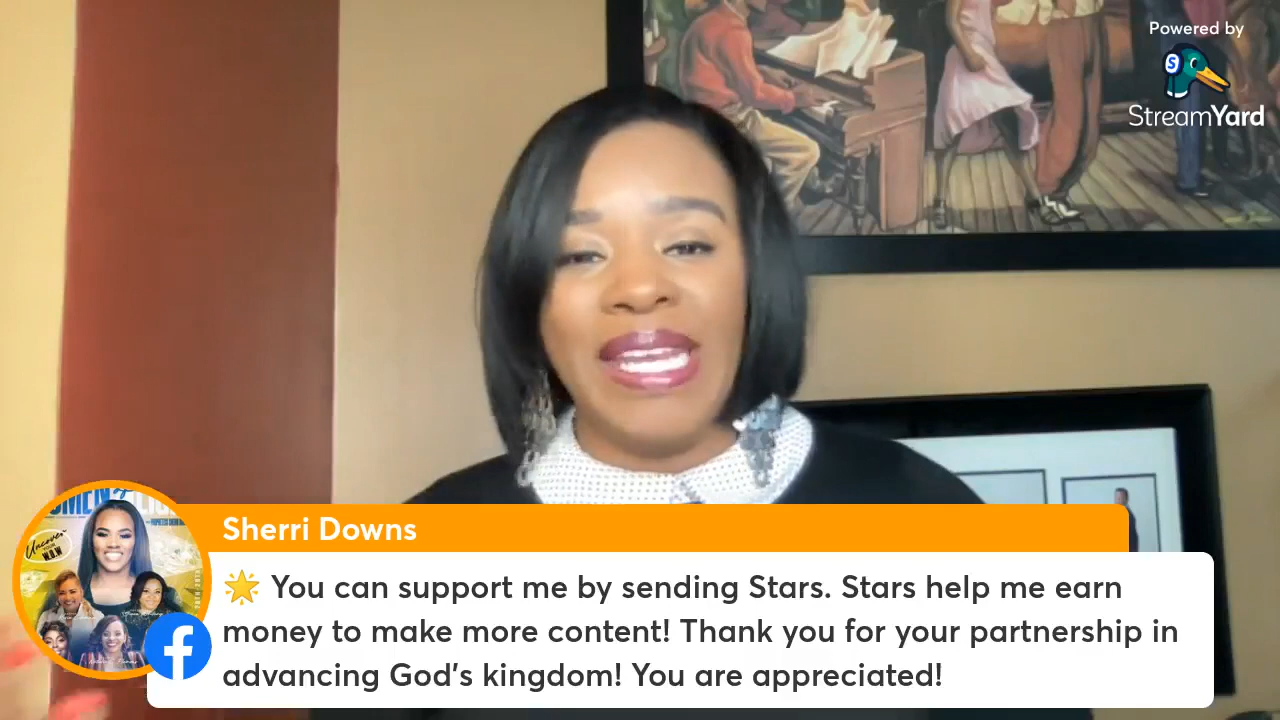 Powered by
S
StreamYard
Sherri Downs
🌟 You can support me by sending Stars. Stars help me earn
money to make more content! Thank you for your partnership in
advancing God's kingdom! You are appreciated!
Uncover
W.O.W.
f